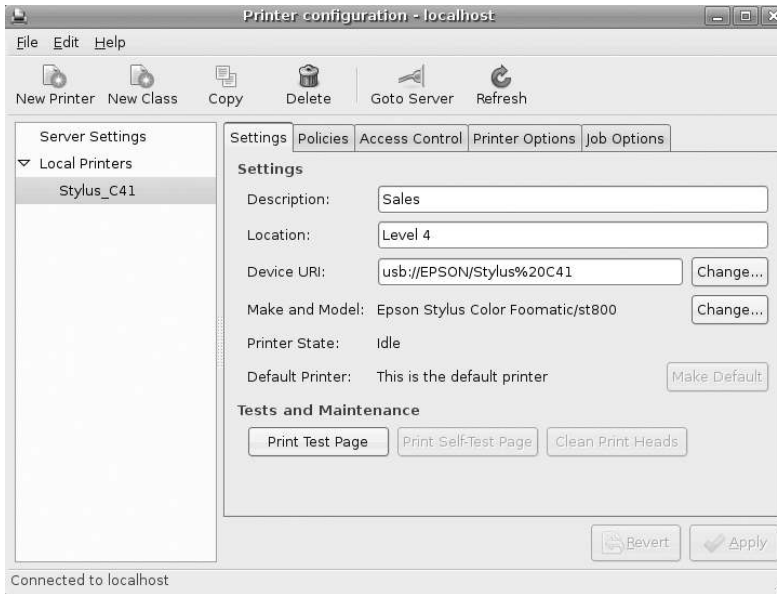 Printer configuration - localhost
File Edit Help
New Printer New Class Copy Delete Goto Server Refresh
Server Settings
Local Printers
Stylus_C41
Settings Policies Access Control Printer Options Job Options
Settings
Description: Sales
Location: Level 4
Device URI: usb://EPSON/Stylus%20C41 Change...
Make and Model: Epson Stylus Color Foomatic/st800 Change...
Printer State: Idle
Default Printer: This is the default printer Make Default
Tests and Maintenance
Print Test Page Print Self-Test Page Clean Print Heads
Revert Apply
Connected to localhost